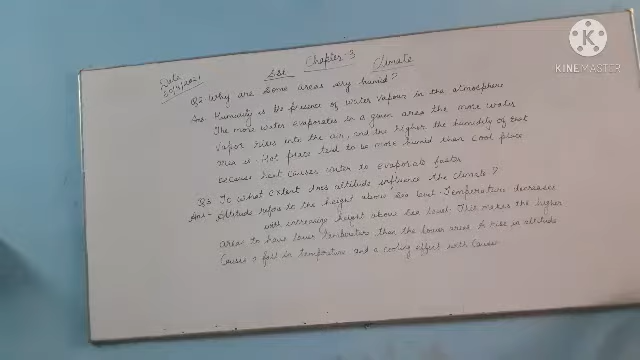 Date
S.St Chapter-3
Climate
Q2 Why are some areas very humid?
Ans Humidity is the presence of water vapour in the atmosphere
The more water evaporates in a given area the more water
vapor rises into the air, and the higher the humidity of that
area is. Hot place tend to be more humid than cool place
because heat causes water to evaporate faster
Q3 To what extent does altitude influence the climate?
Ans- Altitude refers to the height above sea level. Temperature decreases
with increasing height above sea level. This makes the higher
areas to have lower temperature than the lower areas. A rise in altitude
causes a fall in temperature and a cooling effect with
KINEMASTER